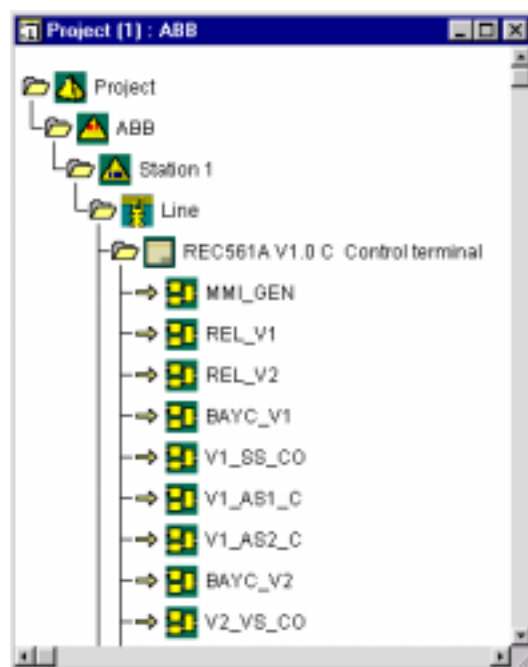 Project (1) : ABB
Project
ABB
Station 1
Line
REC561A V1.0 C Control terminal
MMI_GEN
REL_V1
REL_V2
BAYC_V1
V1_SS_CO
V1_AS1_C
V1_AS2_C
BAYC_V2
V2_VS_CO